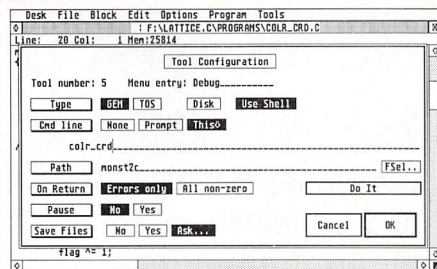 Desk File Block Edit Options Program Tools
: F:\LATTICE.C\PROGRAMS\COLR_CRD.C
Line: 20 Col: 1 Mem:25814
Tool Configuration
Tool number: 5 Menu entry: Debug
Type GEM TOS Disk Use Shell
Cmd line None Prompt This
colr_crd
Path monst2c FSel..
On Return Errors only All non-zero Do It
Pause No Yes
Save Files No Yes Ask... Cancel OK
flag ^= 1;